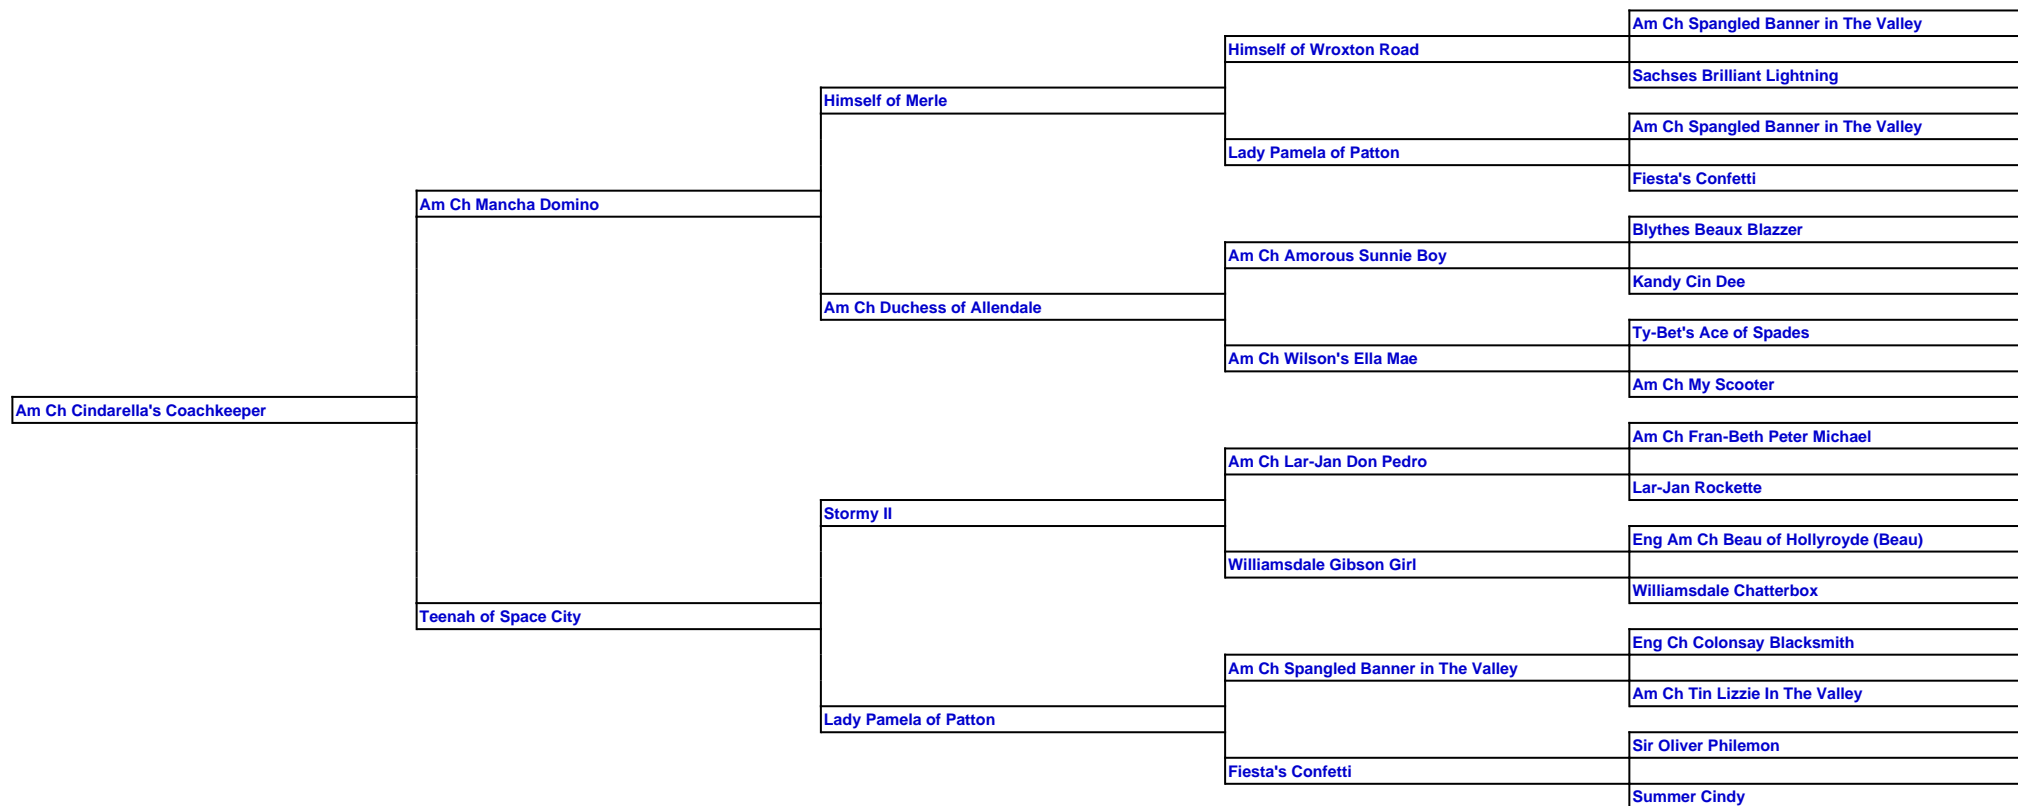 Am Ch Spangled Banner in The Valley
Himself of Wroxton Road
Sachses Brilliant Lightning
Himself of Merle
Am Ch Spangled Banner in The Valley
Lady Pamela of Patton
Fiesta's Confetti
Am Ch Mancha Domino
Blythes Beaux Blazzer
Am Ch Amorous Sunnie Boy
Kandy Cin Dee
Am Ch Duchess of Allendale
Ty-Bet's Ace of Spades
Am Ch Wilson's Ella Mae
Am Ch My Scooter
Am Ch Cindarella's Coachkeeper
Am Ch Fran-Beth Peter Michael
Am Ch Lar-Jan Don Pedro
Lar-Jan Rockette
Stormy II
Eng Am Ch Beau of Hollyroyde (Beau)
Williamsdale Gibson Girl
Williamsdale Chatterbox
Teenah of Space City
Eng Ch Colonsay Blacksmith
Am Ch Spangled Banner in The Valley
Am Ch Tin Lizzie In The Valley
Lady Pamela of Patton
Sir Oliver Philemon
Fiesta's Confetti
Summer Cindy